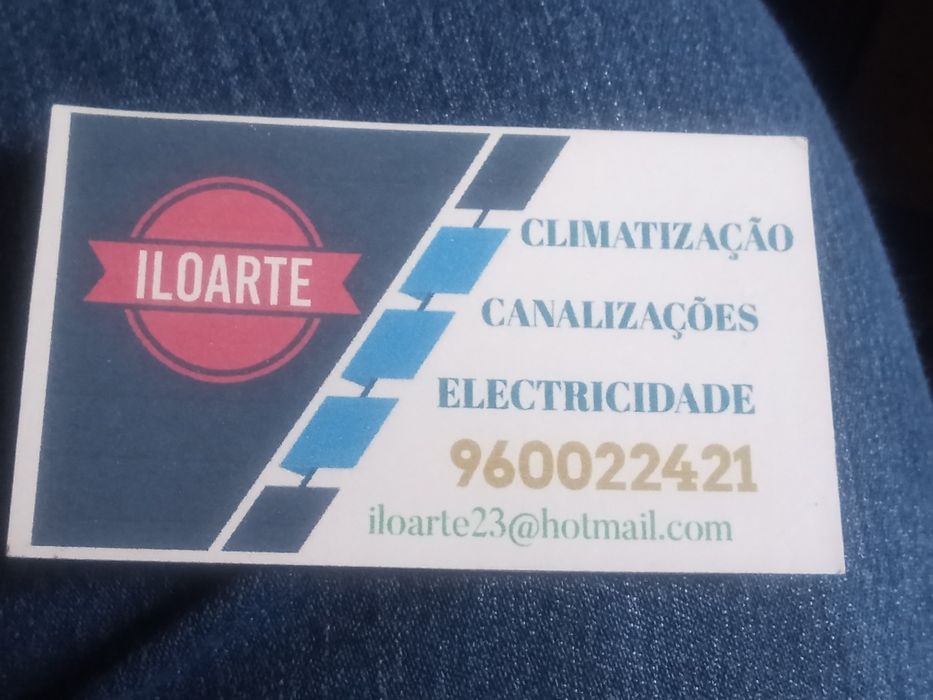 ILOARTE
CLIMATIZAÇÃO
CANALIZAÇÕES
ELECTRICIDADE
960022421
iloarte23@hotmail.com